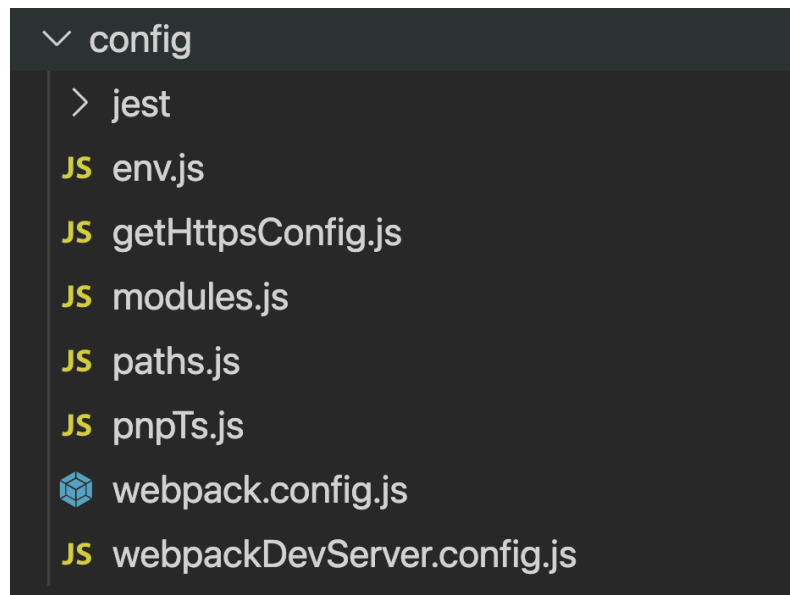 config
jest
JS env.js
JS getHttpsConfig.js
JS modules.js
JS paths.js
JS pnpTs.js
webpack.config.js
JS webpackDevServer.config.js